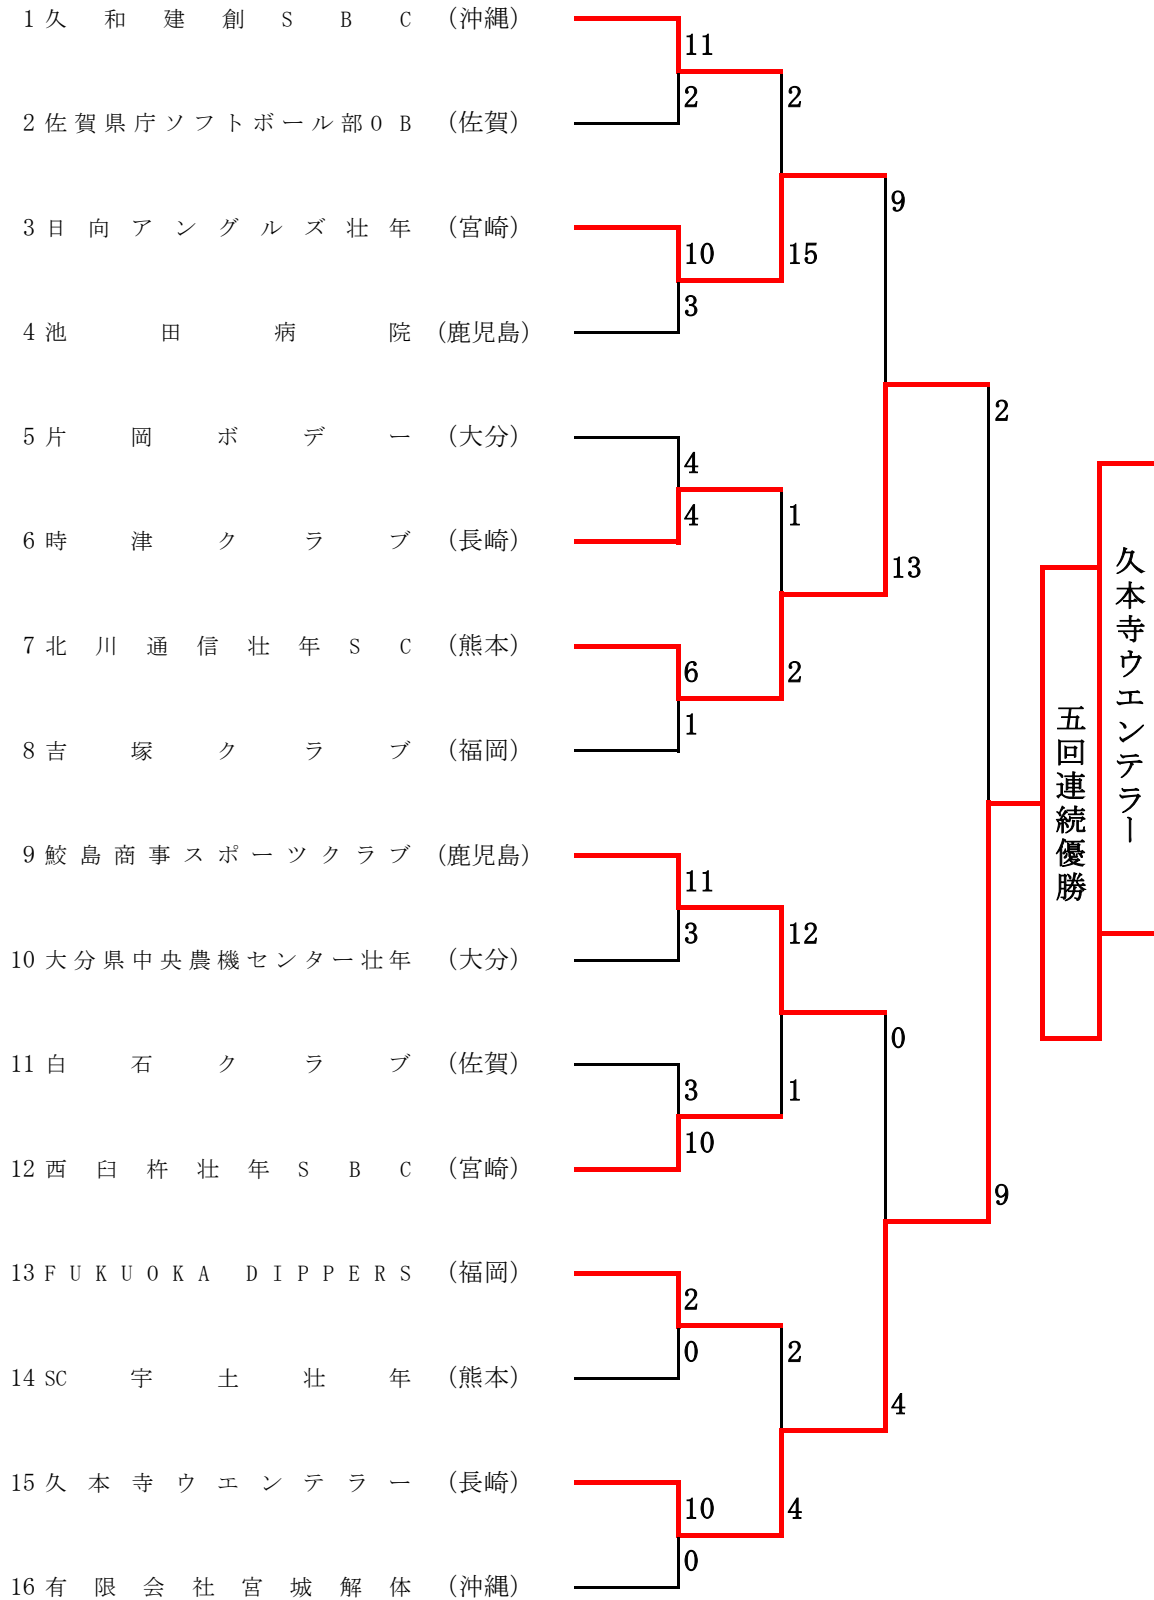 1 久和建創SBC (沖縄)
11
2 2
2 佐賀県庁ソフトボール部OB (佐賀)
9
3 日向アングルズ壮年 (宮崎)
10 15
3
4 池田病院 (鹿児島)
2
5 片岡ボデー (大分)
4
4 1
6 時津クラブ (長崎)
13
7 北川通信壮年SC (熊本)
6 2
1
8 吉塚クラブ (福岡)
久本寺ウエンテラー
五回連続優勝
9 鮫島商事スポーツクラブ (鹿児島)
11
3 12
10 大分県中央農機センター壮年 (大分)
0
11 白石クラブ (佐賀)
3 1
10
12 西臼杵壮年SBC (宮崎)
9
13 FUKUOKA DIPPERS (福岡)
2
0 2
14 SC宇土壮年 (熊本)
4
15 久本寺ウエンテラー (長崎)
10 4
0
16 有限会社宮城解体 (沖縄)